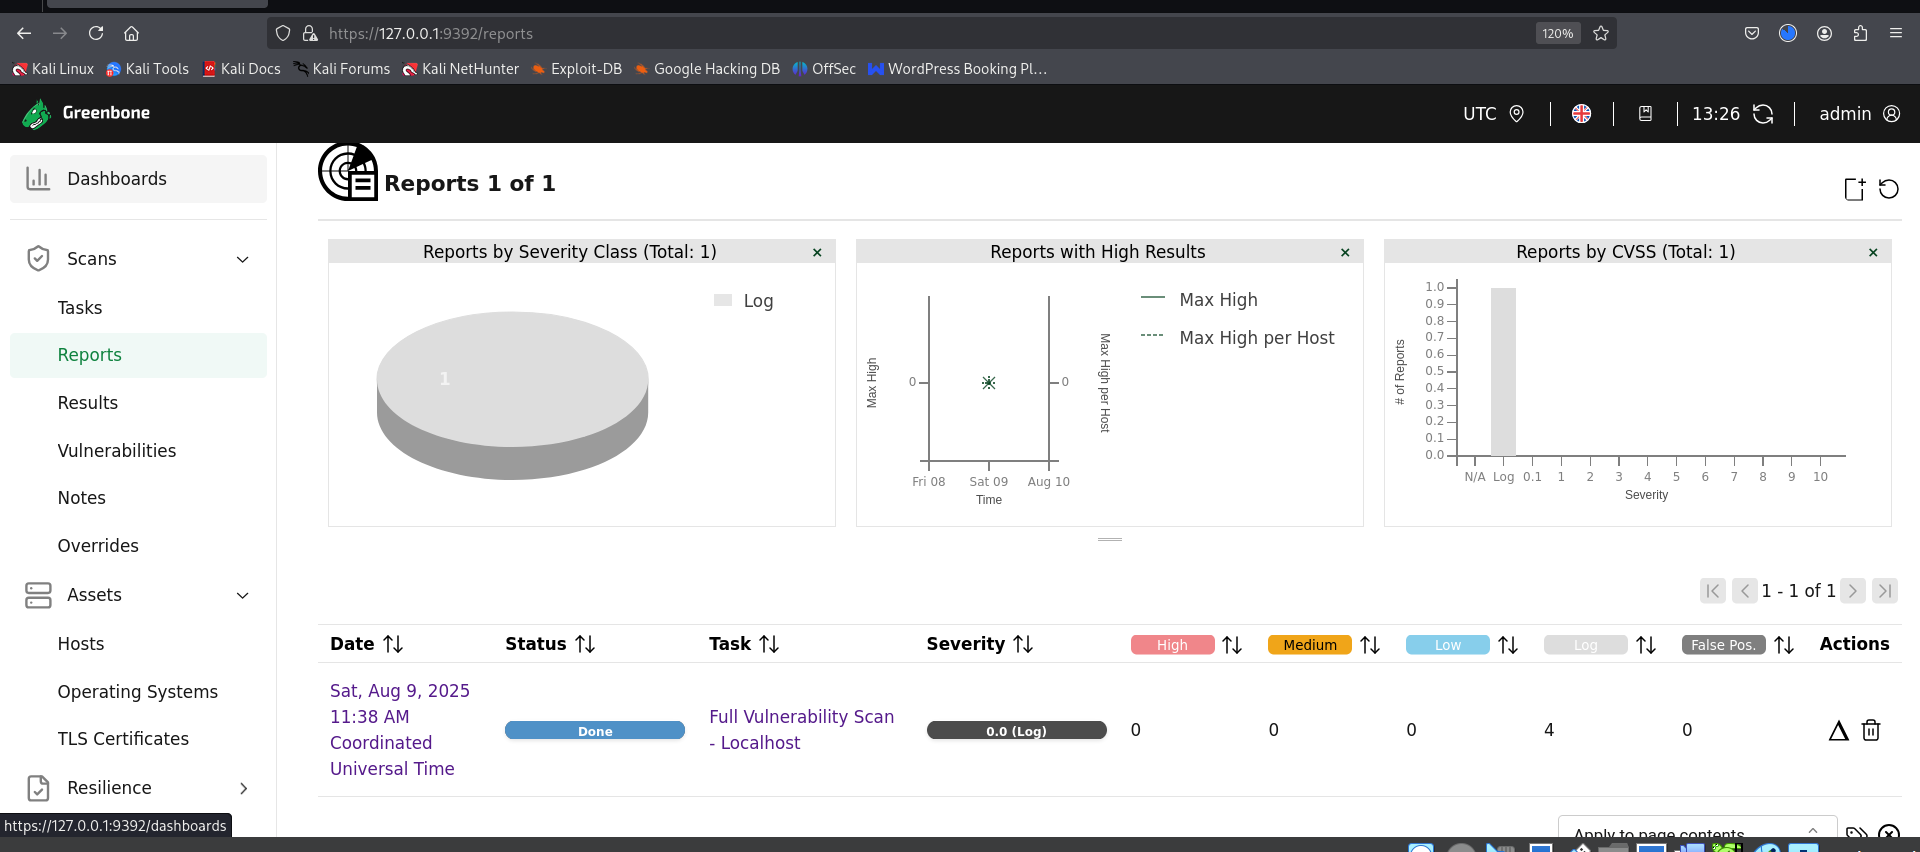 https://127.0.0.1:9392/reports
120%
Kali Linux Kali Tools Kali Docs Kali Forums Kali NetHunter Exploit-DB Google Hacking DB OffSec WordPress Booking Pl…
Greenbone
UTC
13:26
admin
Dashboards
Scans
Tasks
Reports
Results
Vulnerabilities
Notes
Overrides
Assets
Hosts
Operating Systems
TLS Certificates
Resilience
https://127.0.0.1:9392/dashboards
Reports 1 of 1
Reports by Severity Class (Total: 1) ×
Log
1
Reports with High Results ×
Max High
Max High per Host
Max High
0
0
Max High per Host
Fri 08 Sat 09 Aug 10
Time
Reports by CVSS (Total: 1) ×
# of Reports
1.0
0.9
0.8
0.7
0.6
0.5
0.4
0.3
0.2
0.1
0.0
N/A Log 0.1 1 2 3 4 5 6 7 8 9 10
Severity
1 - 1 of 1
Date Status Task Severity High Medium Low Log False Pos. Actions
Sat, Aug 9, 2025
11:38 AM
Coordinated
Universal Time
Done
Full Vulnerability Scan
- Localhost
0.0 (Log)
0 0 0 4 0
Apply to page contents